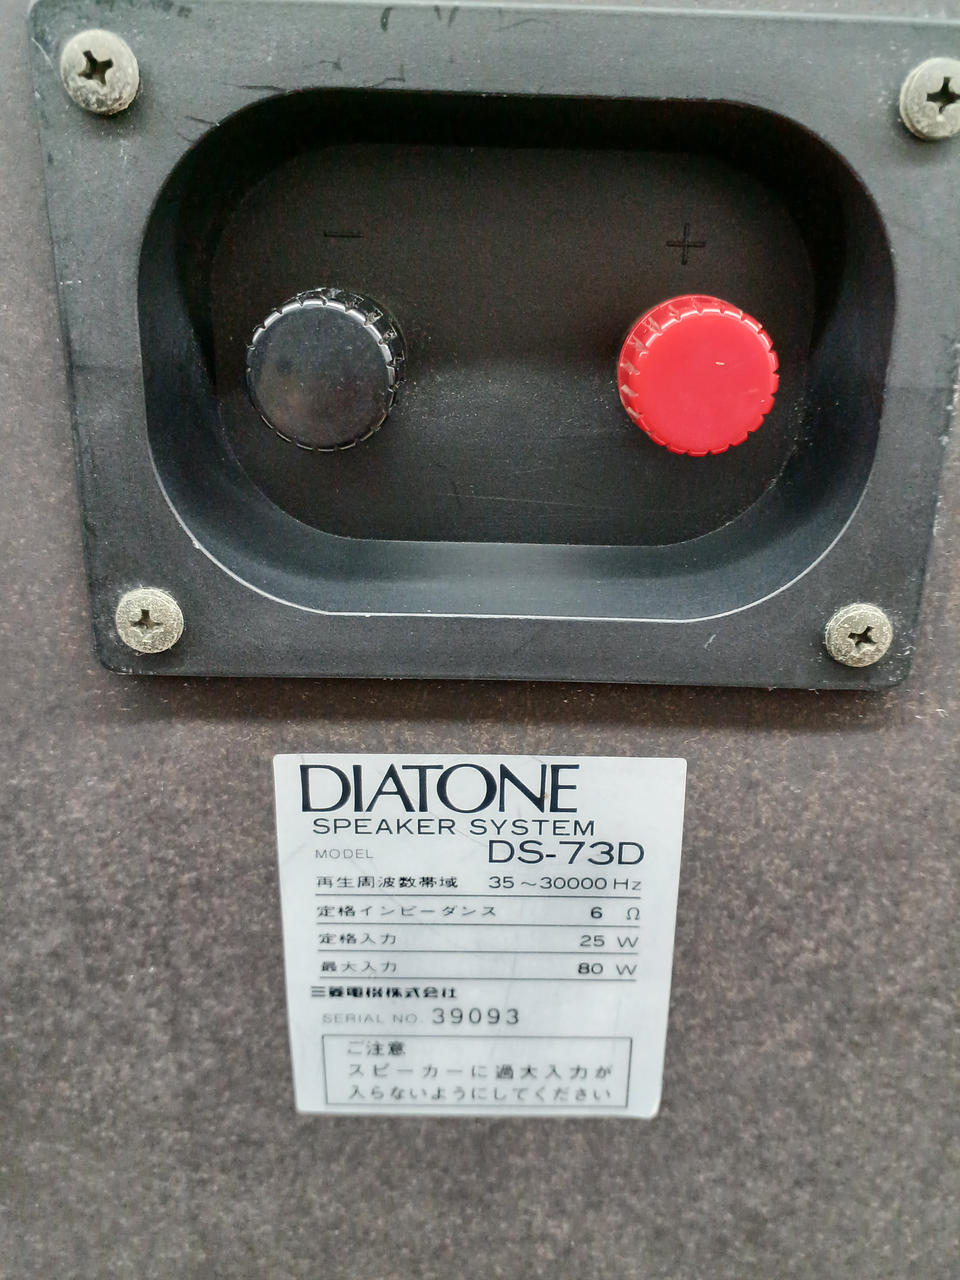 − +
DIATONE
SPEAKER SYSTEM
MODEL DS-73D
再生周波数帯域 35～30000 Hz
定格インピーダンス 6 Ω
定格入力 25 W
最大入力 80 W
三菱電機株式会社
SERIAL NO. 39093
ご注意
スピーカーに過大入力が
入らないようにしてください